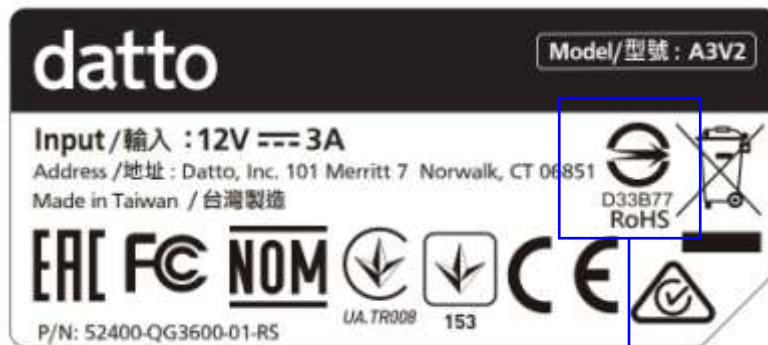 datto
Model/型號 : A3V2
Input /輸入 : 12V 3A
Address /地址 : Datto, Inc. 101 Merritt 7 Norwalk, CT 06851
Made in Taiwan / 台灣製造
D33B77
RoHS
EAC FC NOM UA.TR008 153 CE
P/N: 52400-QG3600-01-RS